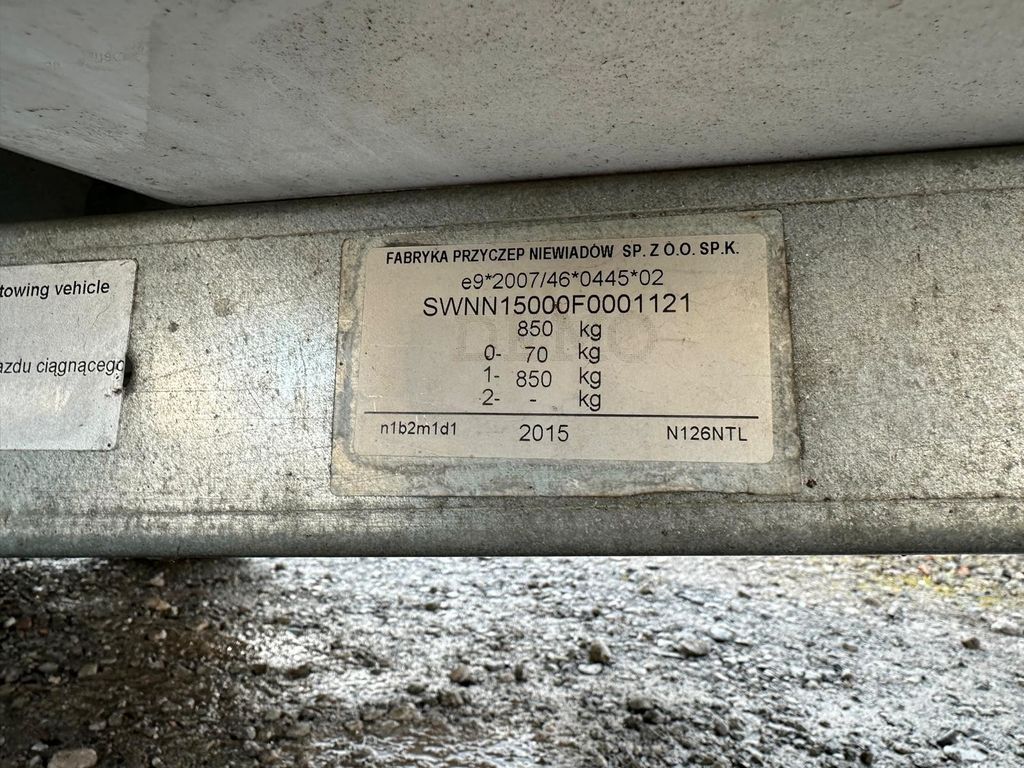 towing vehicle
azdu ciągnącego
FABRYKA PRZYCZEP NIEWIADÓW SP. Z O.O. SP.K.
e9*2007/46*0445*02
SWNN15000F0001121
850 kg
0- 70 kg
1- 850 kg
2- - kg
n1b2m1d1 2015 N126NTL